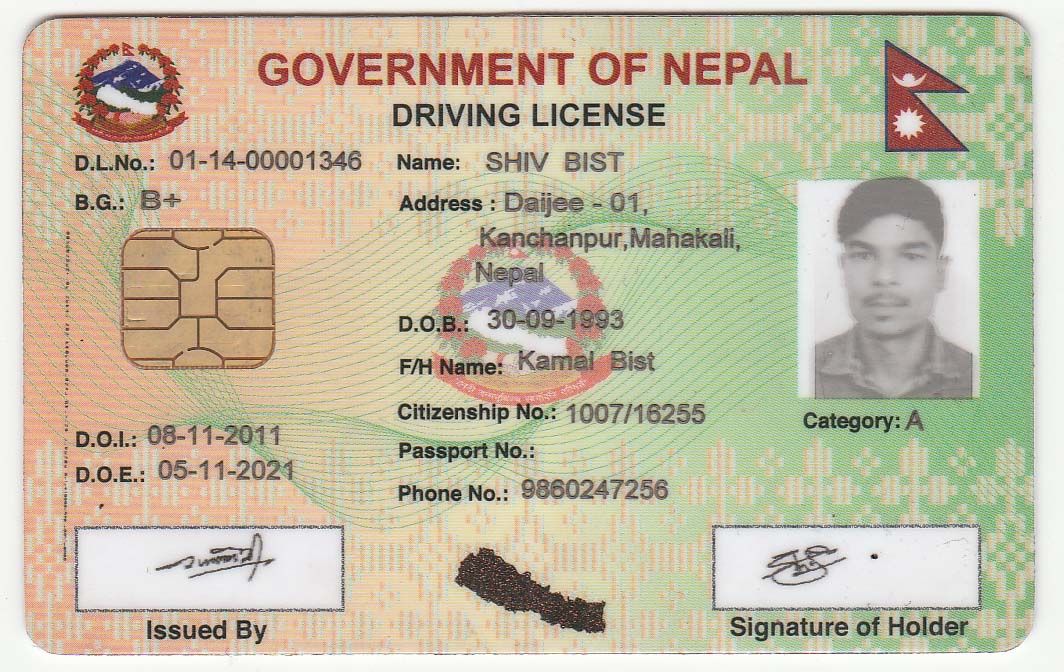 GOVERNMENT OF NEPAL
DRIVING LICENSE
D.L.No.: 01-14-00001346
B.G.: B+
Name: SHIV BIST
Address : Daijee - 01,
Kanchanpur,Mahakali,
Nepal
D.O.B.: 30-09-1993
F/H Name: Kamal Bist
Citizenship No.: 1007/16255
Passport No.:
Phone No.: 9860247256
Category: A
D.O.I.: 08-11-2011
D.O.E.: 05-11-2021
Issued By
Signature of Holder